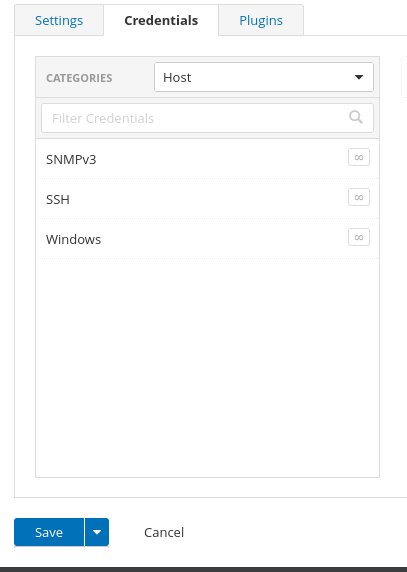 Settings Credentials Plugins
CATEGORIES Host
Filter Credentials
SNMPv3 ∞
SSH ∞
Windows ∞
Save Cancel